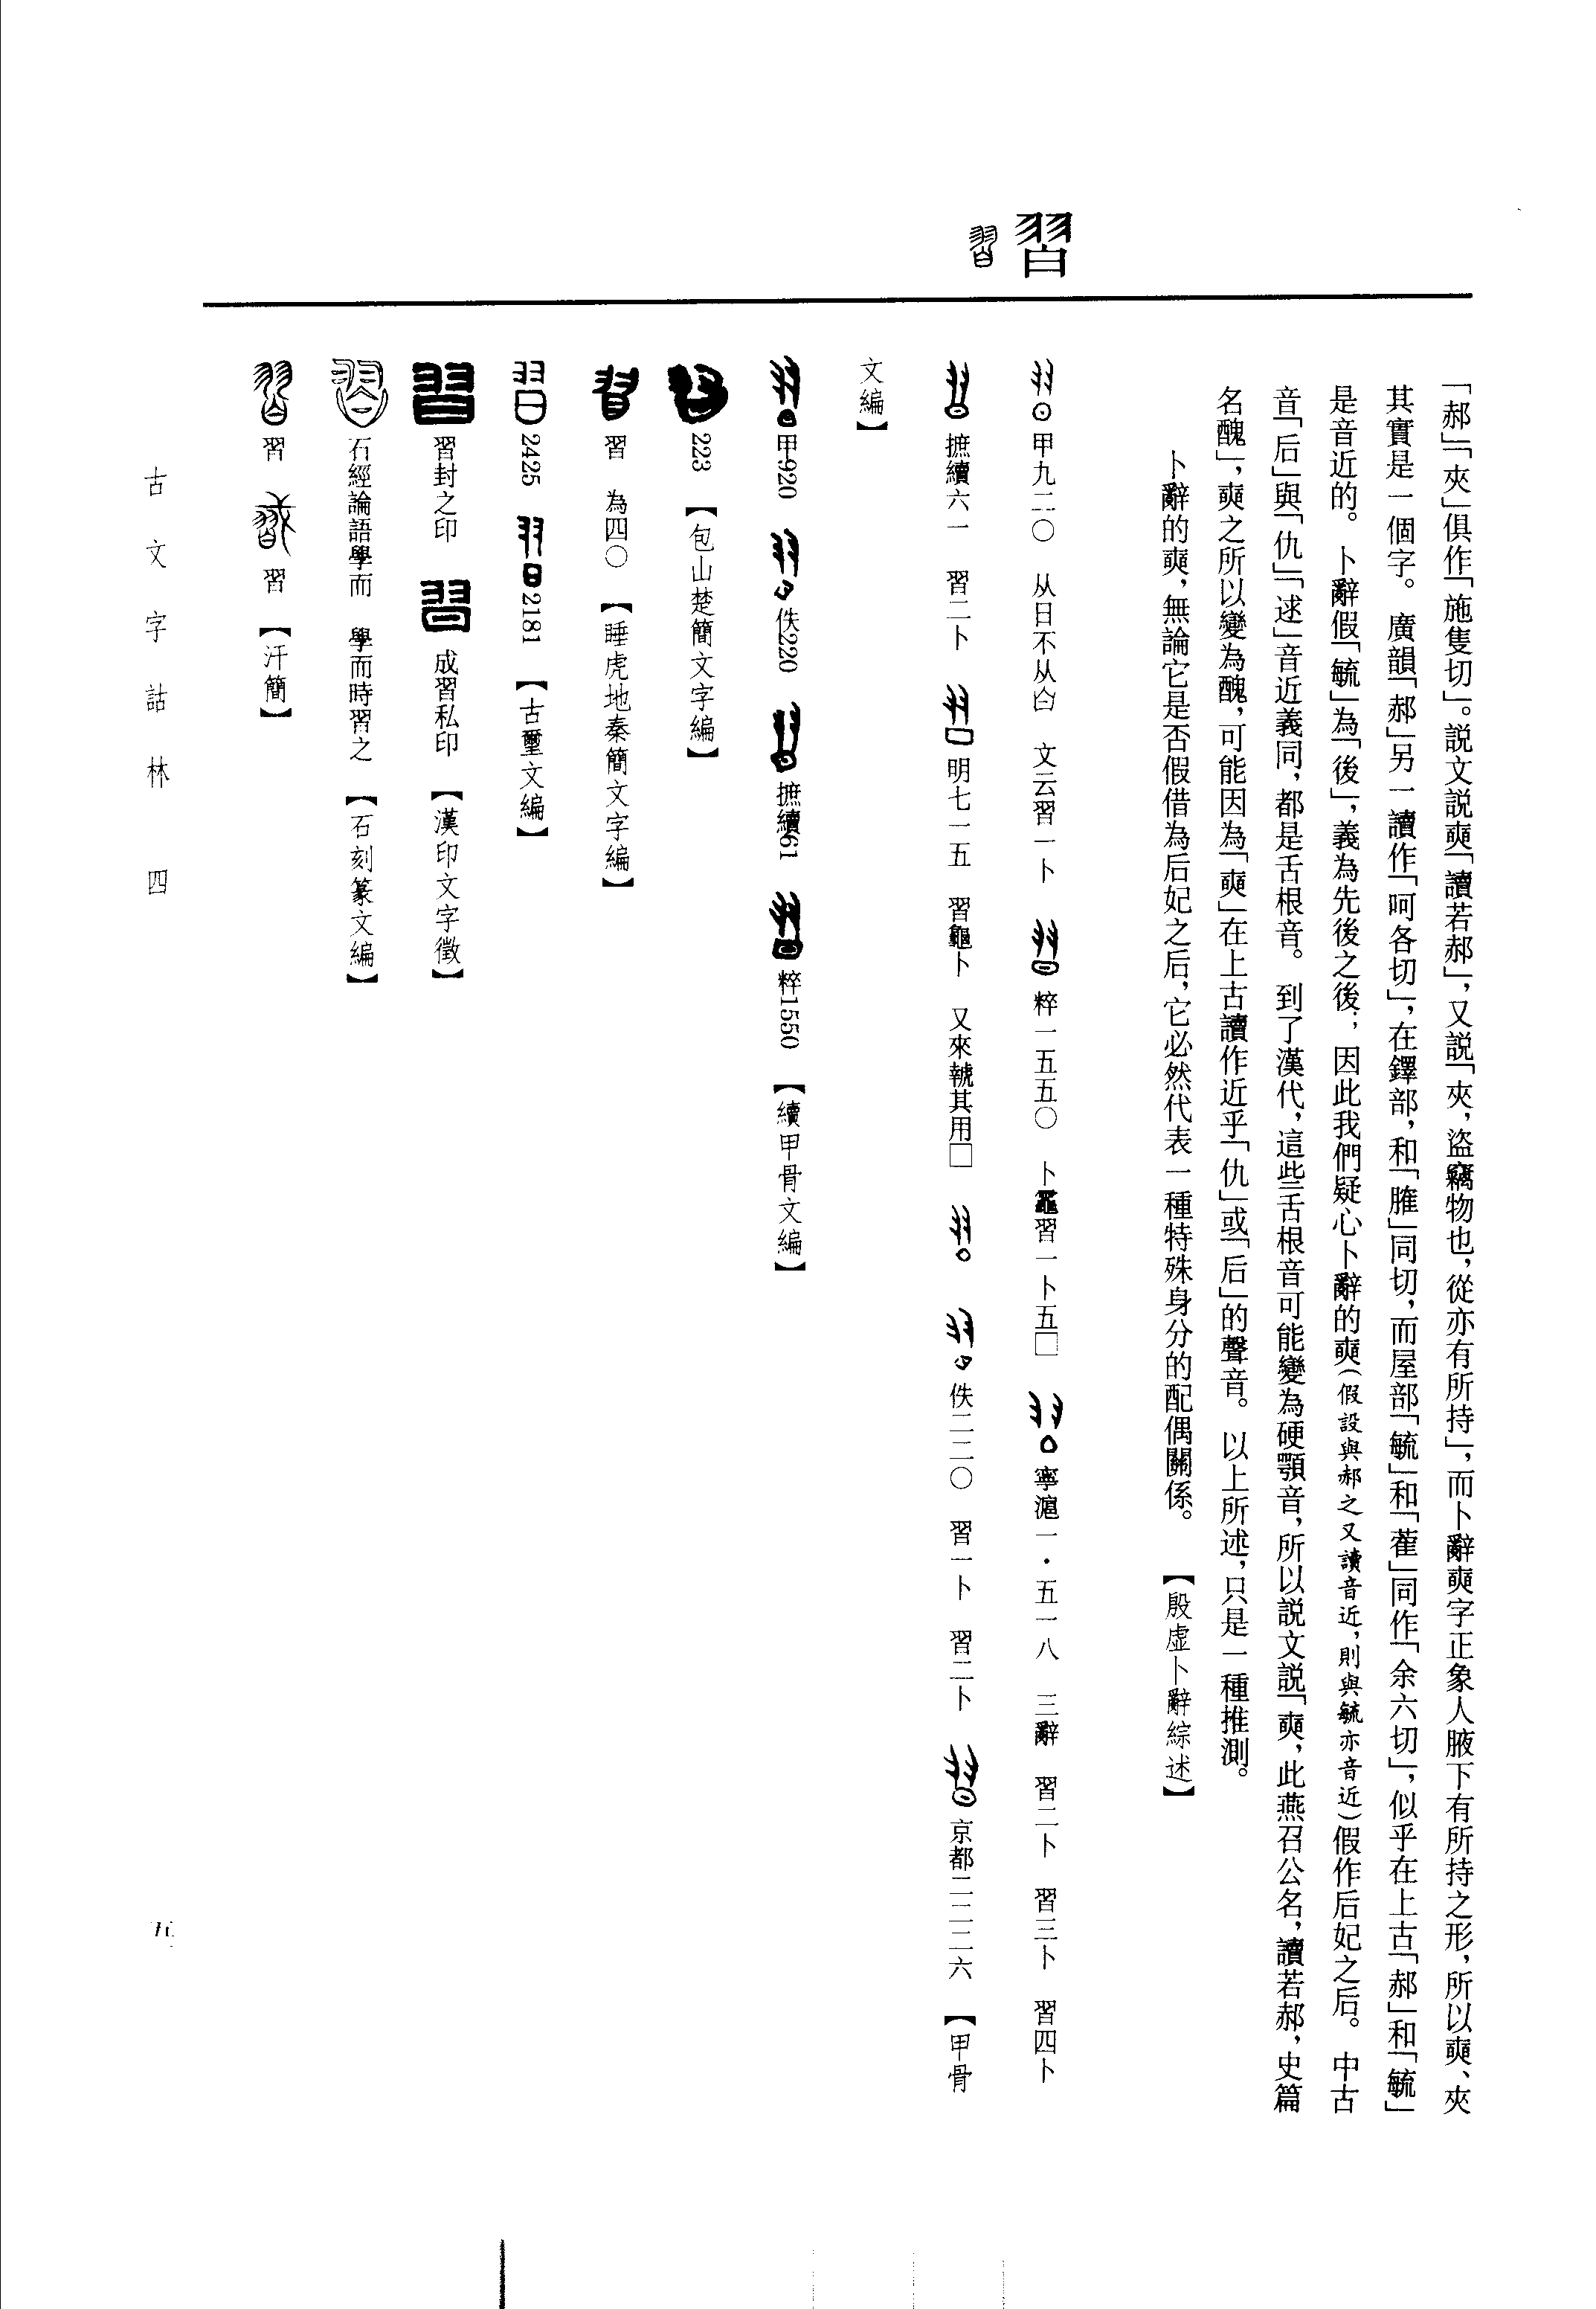 習
「郝」「夾」俱作「施隻切」。説文説奭「讀若郝」，又説「夾，盜竊物也，從亦有所持」，而卜辭奭字正象人腋下有所持之形，所以奭、夾
其實是一個字。廣韻「郝」另一讀作「呵各切」，在鐸部，和「臛」同切，而屋部「毓」和「萑」同作「余六切」，似乎在上古「郝」和「毓」
是音近的。卜辭假「毓」為「後」，義為先後之後；因此我們疑心卜辭的奭（假設與郝之又讀音近，則與毓亦音近）假作后妃之后。中古
音「后」與「仇」「逑」音近義同，都是舌根音。到了漢代，這些舌根音可能變為硬顎音，所以説文説「奭，此燕召公名，讀若郝，史篇
名醜」，奭之所以變為醜，可能因為「奭」在上古讀作近乎「仇」或「后」的聲音。以上所述，只是一種推測。
卜辭的奭，無論它是否假借為后妃之后，它必然代表一種特殊身分的配偶關係。【殷虛卜辭綜述】
甲九二〇 从日不从白 文云習一卜 粹一五五〇 卜習一卜五□ 寧滬一·五一八 三辭 習二卜 習三卜 習四卜
摭續六一 習二卜 明七一五 習龜卜 又來虢其用□ 佚二二〇 習一卜 習二卜 京都二二二六 【甲骨
文編】
甲920 佚220 摭續61 粹1550 【續甲骨文編】
223 【包山楚簡文字編】
習 為四〇 【睡虎地秦簡文字編】
2425 2181 【古璽文編】
習封之印 成習私印 【漢印文字徵】
石經論語學而 學而時習之 【石刻篆文編】
習 習 【汗簡】
古文字詁林 四
五